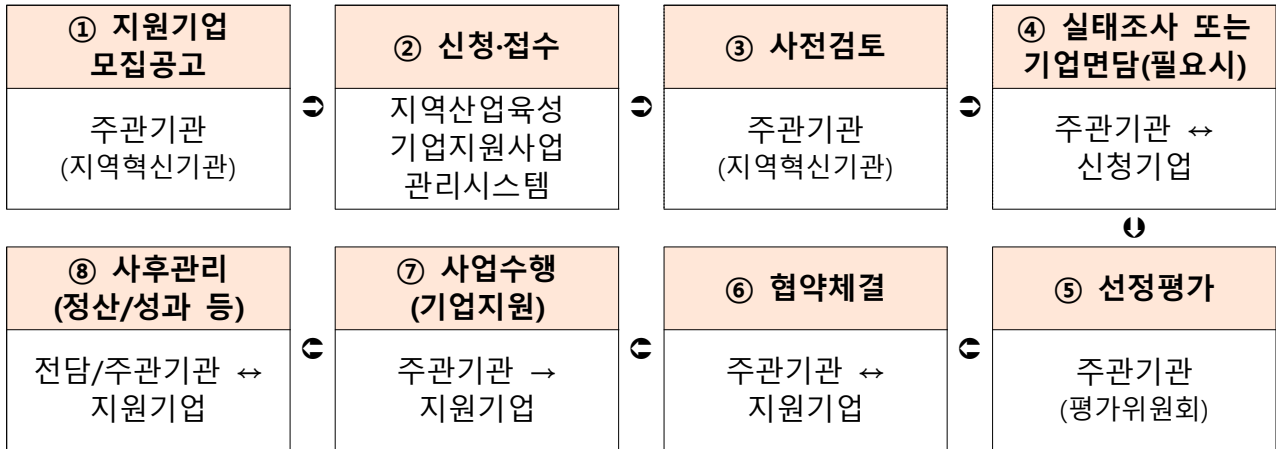 ① 지원기업
모집공고
주관기관
(지역혁신기관)
➲
② 신청·접수
지역산업육성
기업지원사업
관리시스템
➲
③ 사전검토
주관기관
(지역혁신기관)
➲
④ 실태조사 또는
기업면담(필요시)
주관기관 ↔
신청기업
⑤ 선정평가
주관기관
(평가위원회)
⑥ 협약체결
주관기관 ↔
지원기업
⑦ 사업수행
(기업지원)
주관기관 →
지원기업
⑧ 사후관리
(정산/성과 등)
전담/주관기관 ↔
지원기업